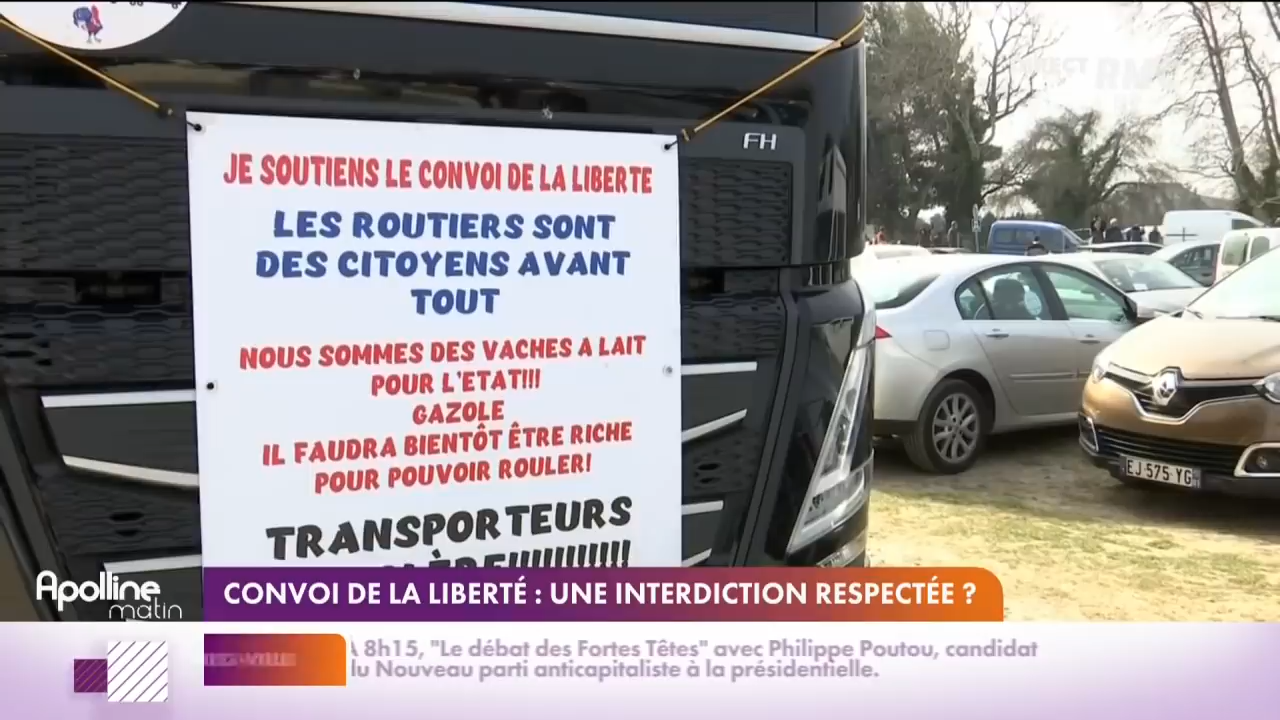 DIRECT RMC
FH
JE SOUTIENS LE CONVOI DE LA LIBERTE
LES ROUTIERS SONT
DES CITOYENS AVANT
TOUT
NOUS SOMMES DES VACHES A LAIT
POUR L'ETAT!!!
GAZOLE
IL FAUDRA BIENTÔT ÊTRE RICHE
POUR POUVOIR ROULER!
TRANSPORTEURS
EJ 575 YG
Apolline
matin
CONVOI DE LA LIBERTÉ : UNE INTERDICTION RESPECTÉE ?
8h15, "Le débat des Fortes Têtes" avec Philippe Poutou, candidat
Nouveau parti anticapitaliste à la présidentielle.